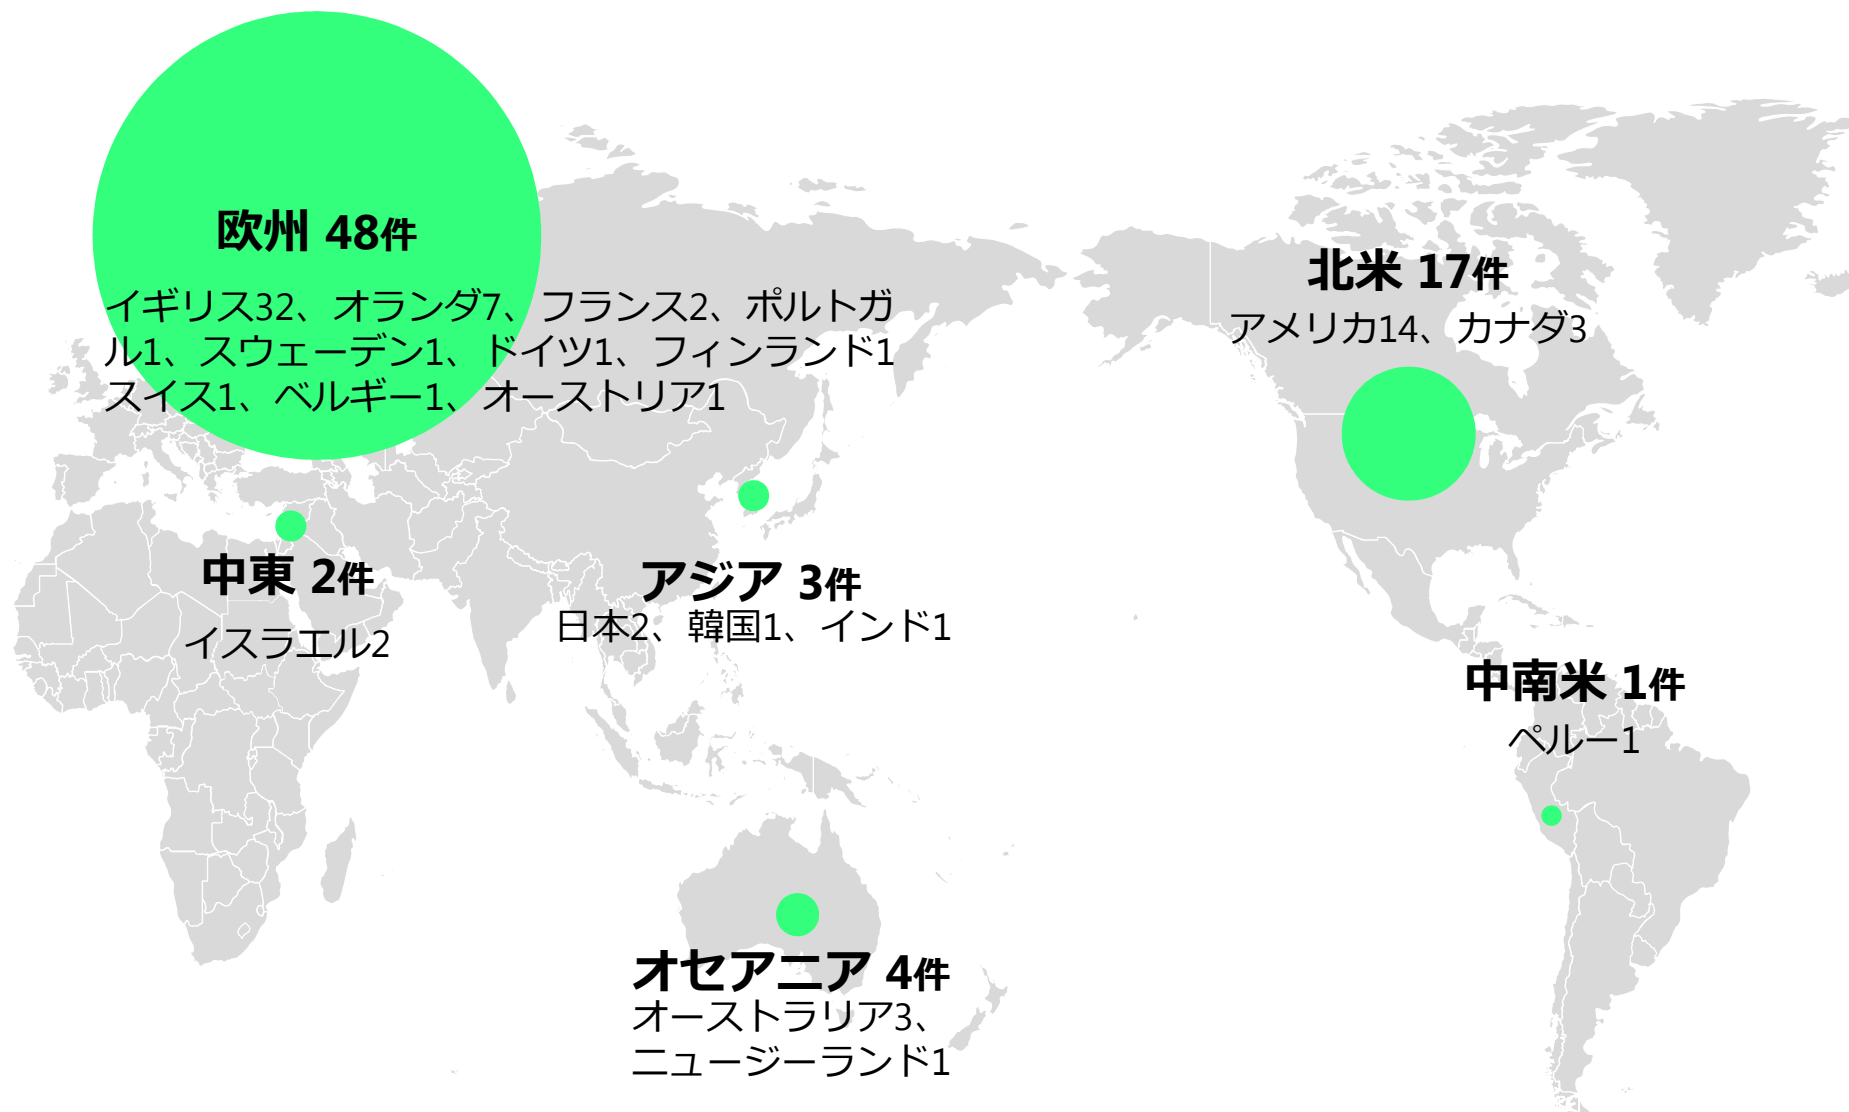 欧州 48件
イギリス32、オランダ7、フランス2、ポルトガ
ル1、スウェーデン1、ドイツ1、フィンランド1
スイス1、ベルギー1、オーストリア1
北米 17件
アメリカ14、カナダ3
中東 2件
イスラエル2
アジア 3件
日本2、韓国1、インド1
中南米 1件
ペルー1
オセアニア 4件
オーストラリア3、
ニュージーランド1